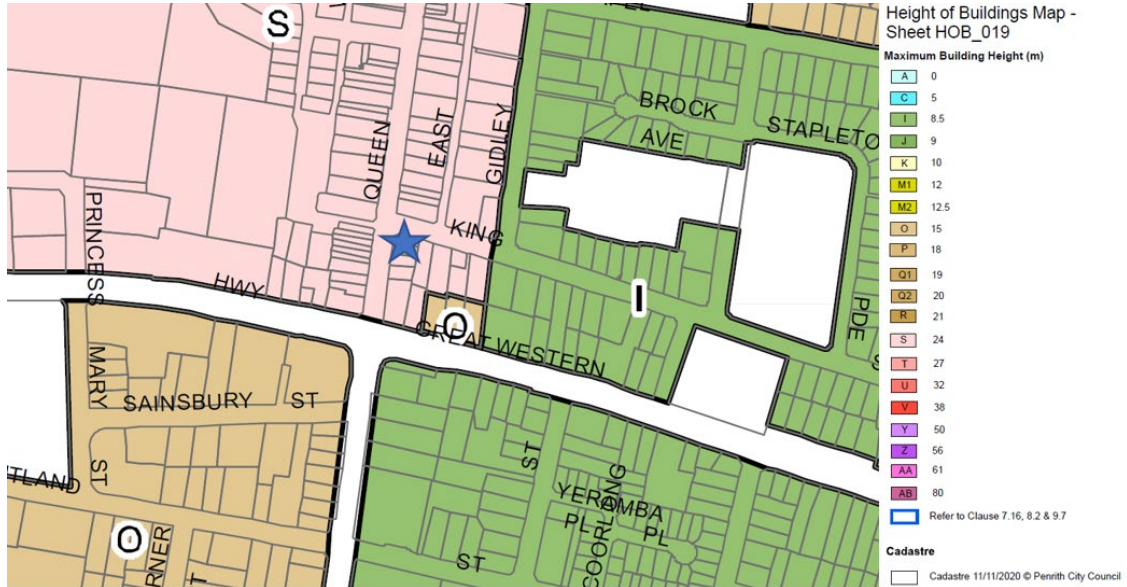 S
BROCK
AVE
STAPLETO
EAST
QUEEN
GIDLEY
KING
PRINCESS
HWY
I
PDE
O
GREAT WESTERN
MARY
SAINSBURY ST
ST
TLAND
ST
YERAMBA
COORLONG
PL
PL
O
RNER
T
ST
S
Height of Buildings Map -
Sheet HOB_019
Maximum Building Height (m)
A 0
C 5
I 8.5
J 9
K 10
M1 12
M2 12.5
O 15
P 18
Q1 19
Q2 20
R 21
S 24
T 27
U 32
V 38
Y 50
Z 56
AA 61
AB 80
Refer to Clause 7.16, 8.2 & 9.7
Cadastre
Cadastre 11/11/2020 © Penrith City Council